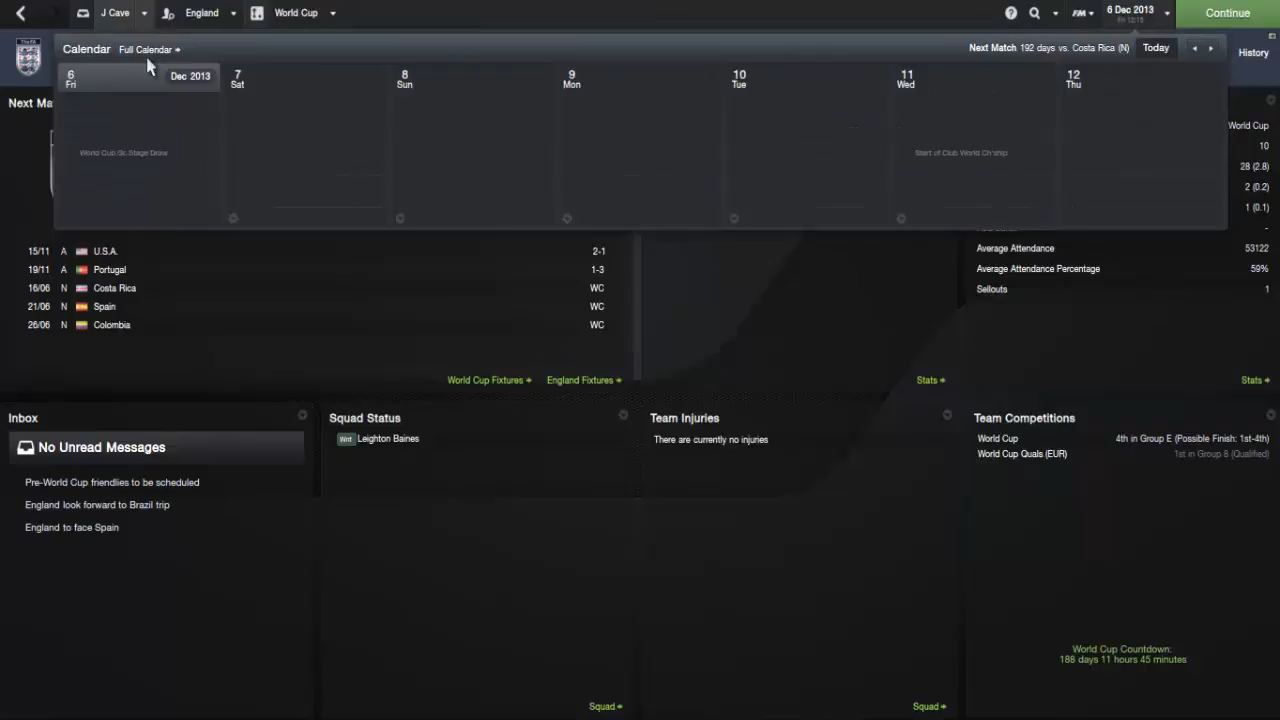 J Cave
England
World Cup
FM
6 Dec 2013
Fri 12:15
Continue
Calendar
Full Calendar
Next Match 192 days vs. Costa Rica (N)
Today
History
6
Fri
Dec 2013
7
Sat
8
Sun
9
Mon
10
Tue
11
Wed
12
Thu
Next Ma
World Cup
World Cup Gr. Stage Draw
Start of Club World Ch'ship
10
28 (2.8)
2 (0.2)
1 (0.1)
-
15/11 A U.S.A. 2-1
19/11 A Portugal 1-3
16/06 N Costa Rica WC
21/06 N Spain WC
26/06 N Colombia WC
Average Attendance 53122
Average Attendance Percentage 59%
Sellouts 1
World Cup Fixtures
England Fixtures
Stats
Stats
Inbox
No Unread Messages
Pre-World Cup friendlies to be scheduled
England look forward to Brazil trip
England to face Spain
Squad Status
Wnt Leighton Baines
Squad
Team Injuries
There are currently no injuries
Squad
Team Competitions
World Cup 4th in Group E (Possible Finish: 1st-4th)
World Cup Quals (EUR) 1st in Group 8 (Qualified)
World Cup Countdown:
188 days 11 hours 45 minutes